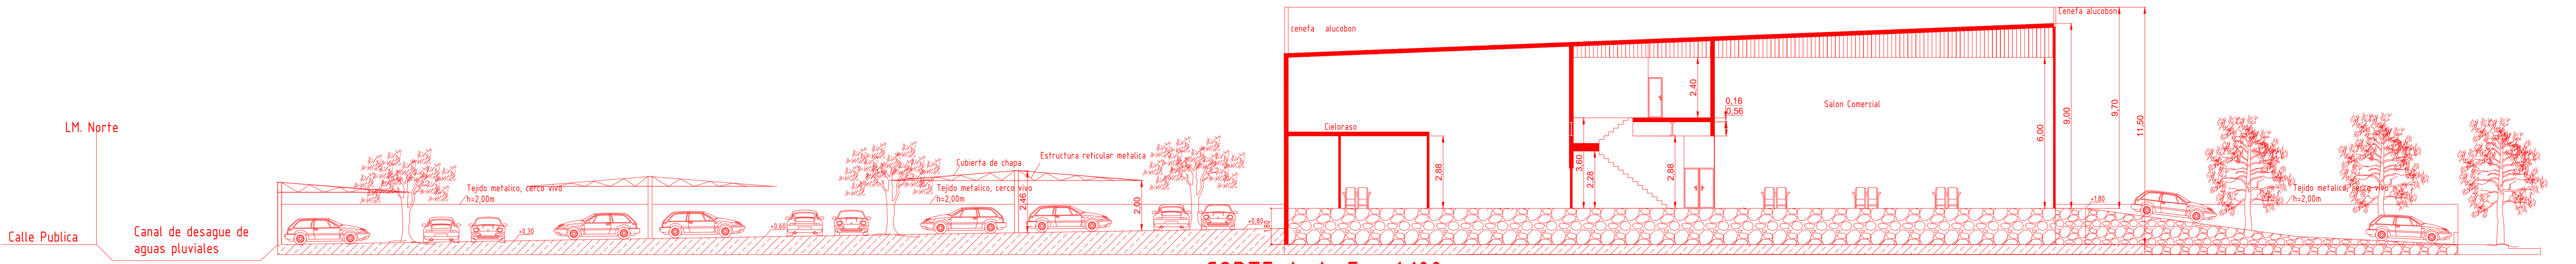 LM. Norte
Calle Publica
Canal de desague de
aguas pluviales
Tejido metalico, cerco vivo
h=2,00m
+0,30
+0,60
Cubierta de chapa
Estructura reticular metalica
Tejido metalico, cerco vivo
h=2,00m
2,46
2,00
+0,80
cenefa alucobon
Cieloraso
2,88
3,60
2,28
2,40
2,88
0,16
0,56
Salon Comercial
6,00
9,00
9,70
11,50
Cenefa alucobon
+1,80
Tejido metalico, cerco vivo
h=2,00m